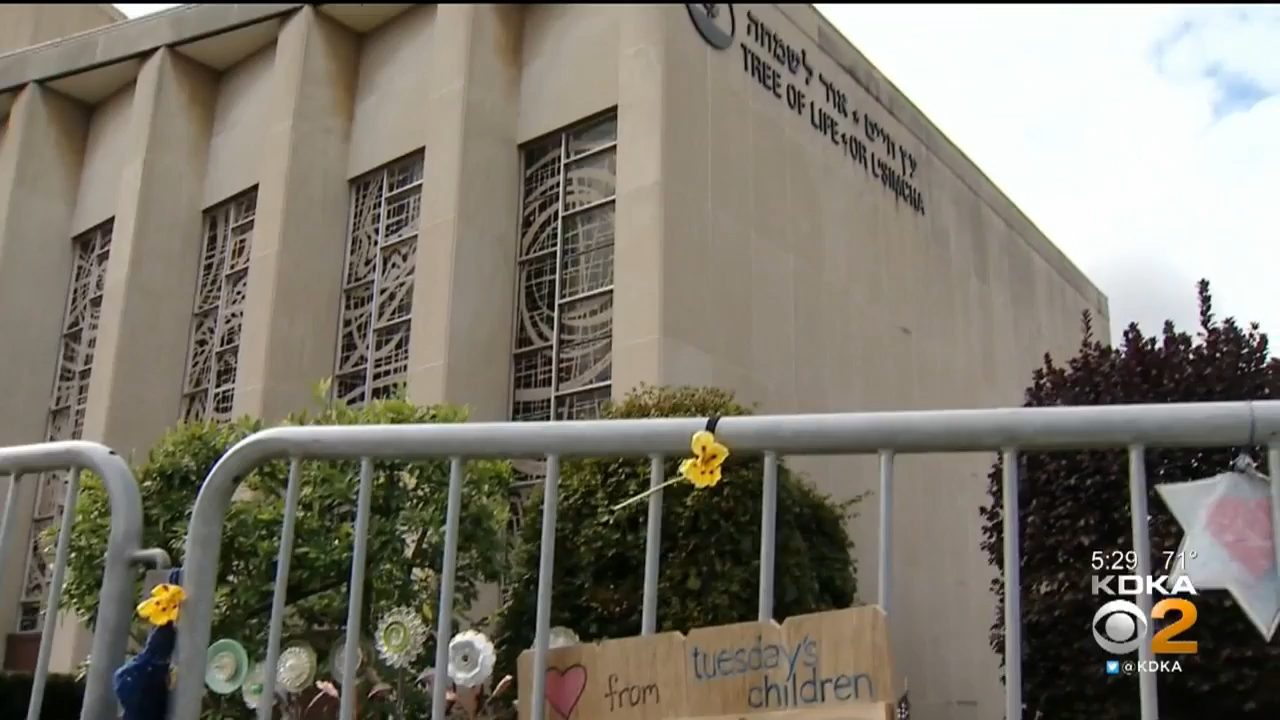 עץ חיים • אור לשמחה
TREE OF LIFE • OR L'SIMCHA
from
tuesday's
children
5:29 71°
KDKA
2
@KDKA